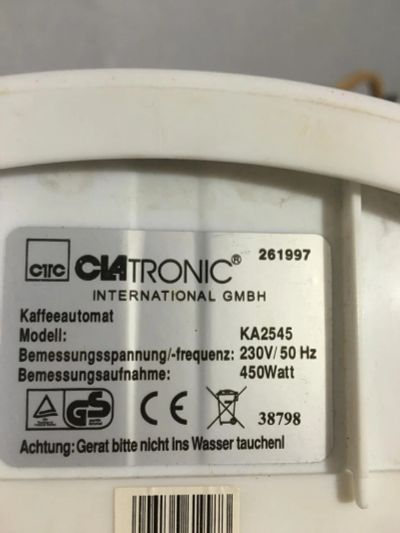 CTC CLATRONIC® 261997
INTERNATIONAL GMBH
Kaffeeautomat
Modell: KA2545
Bemessungsspannung/-frequenz: 230V/50 Hz
Bemessungsaufnahme: 450Watt
GS CE 38798
Achtung: Gerat bitte nicht ins Wasser tauchen!